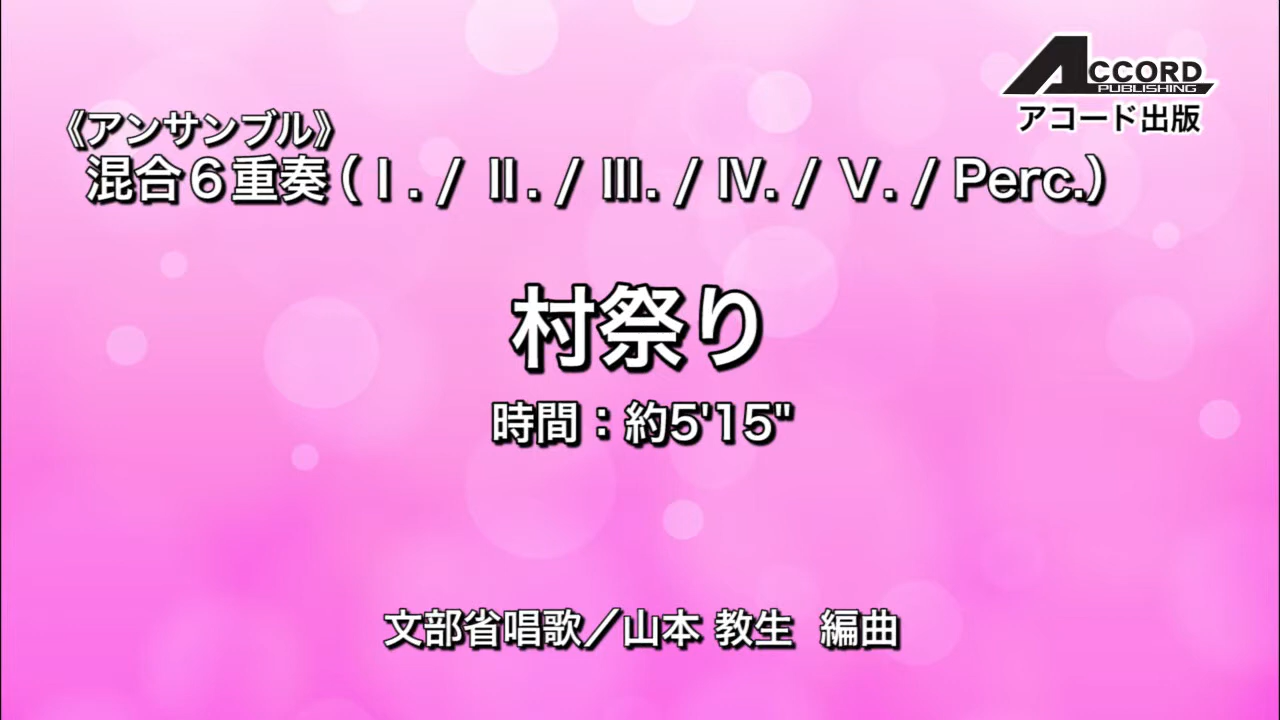 ACCORD
PUBLISHING
アコード出版
《アンサンブル》
混合６重奏（Ⅰ. / Ⅱ. / Ⅲ. / Ⅳ. / Ⅴ. / Perc.）
村祭り
時間：約5'15"
文部省唱歌／山本 教生 編曲